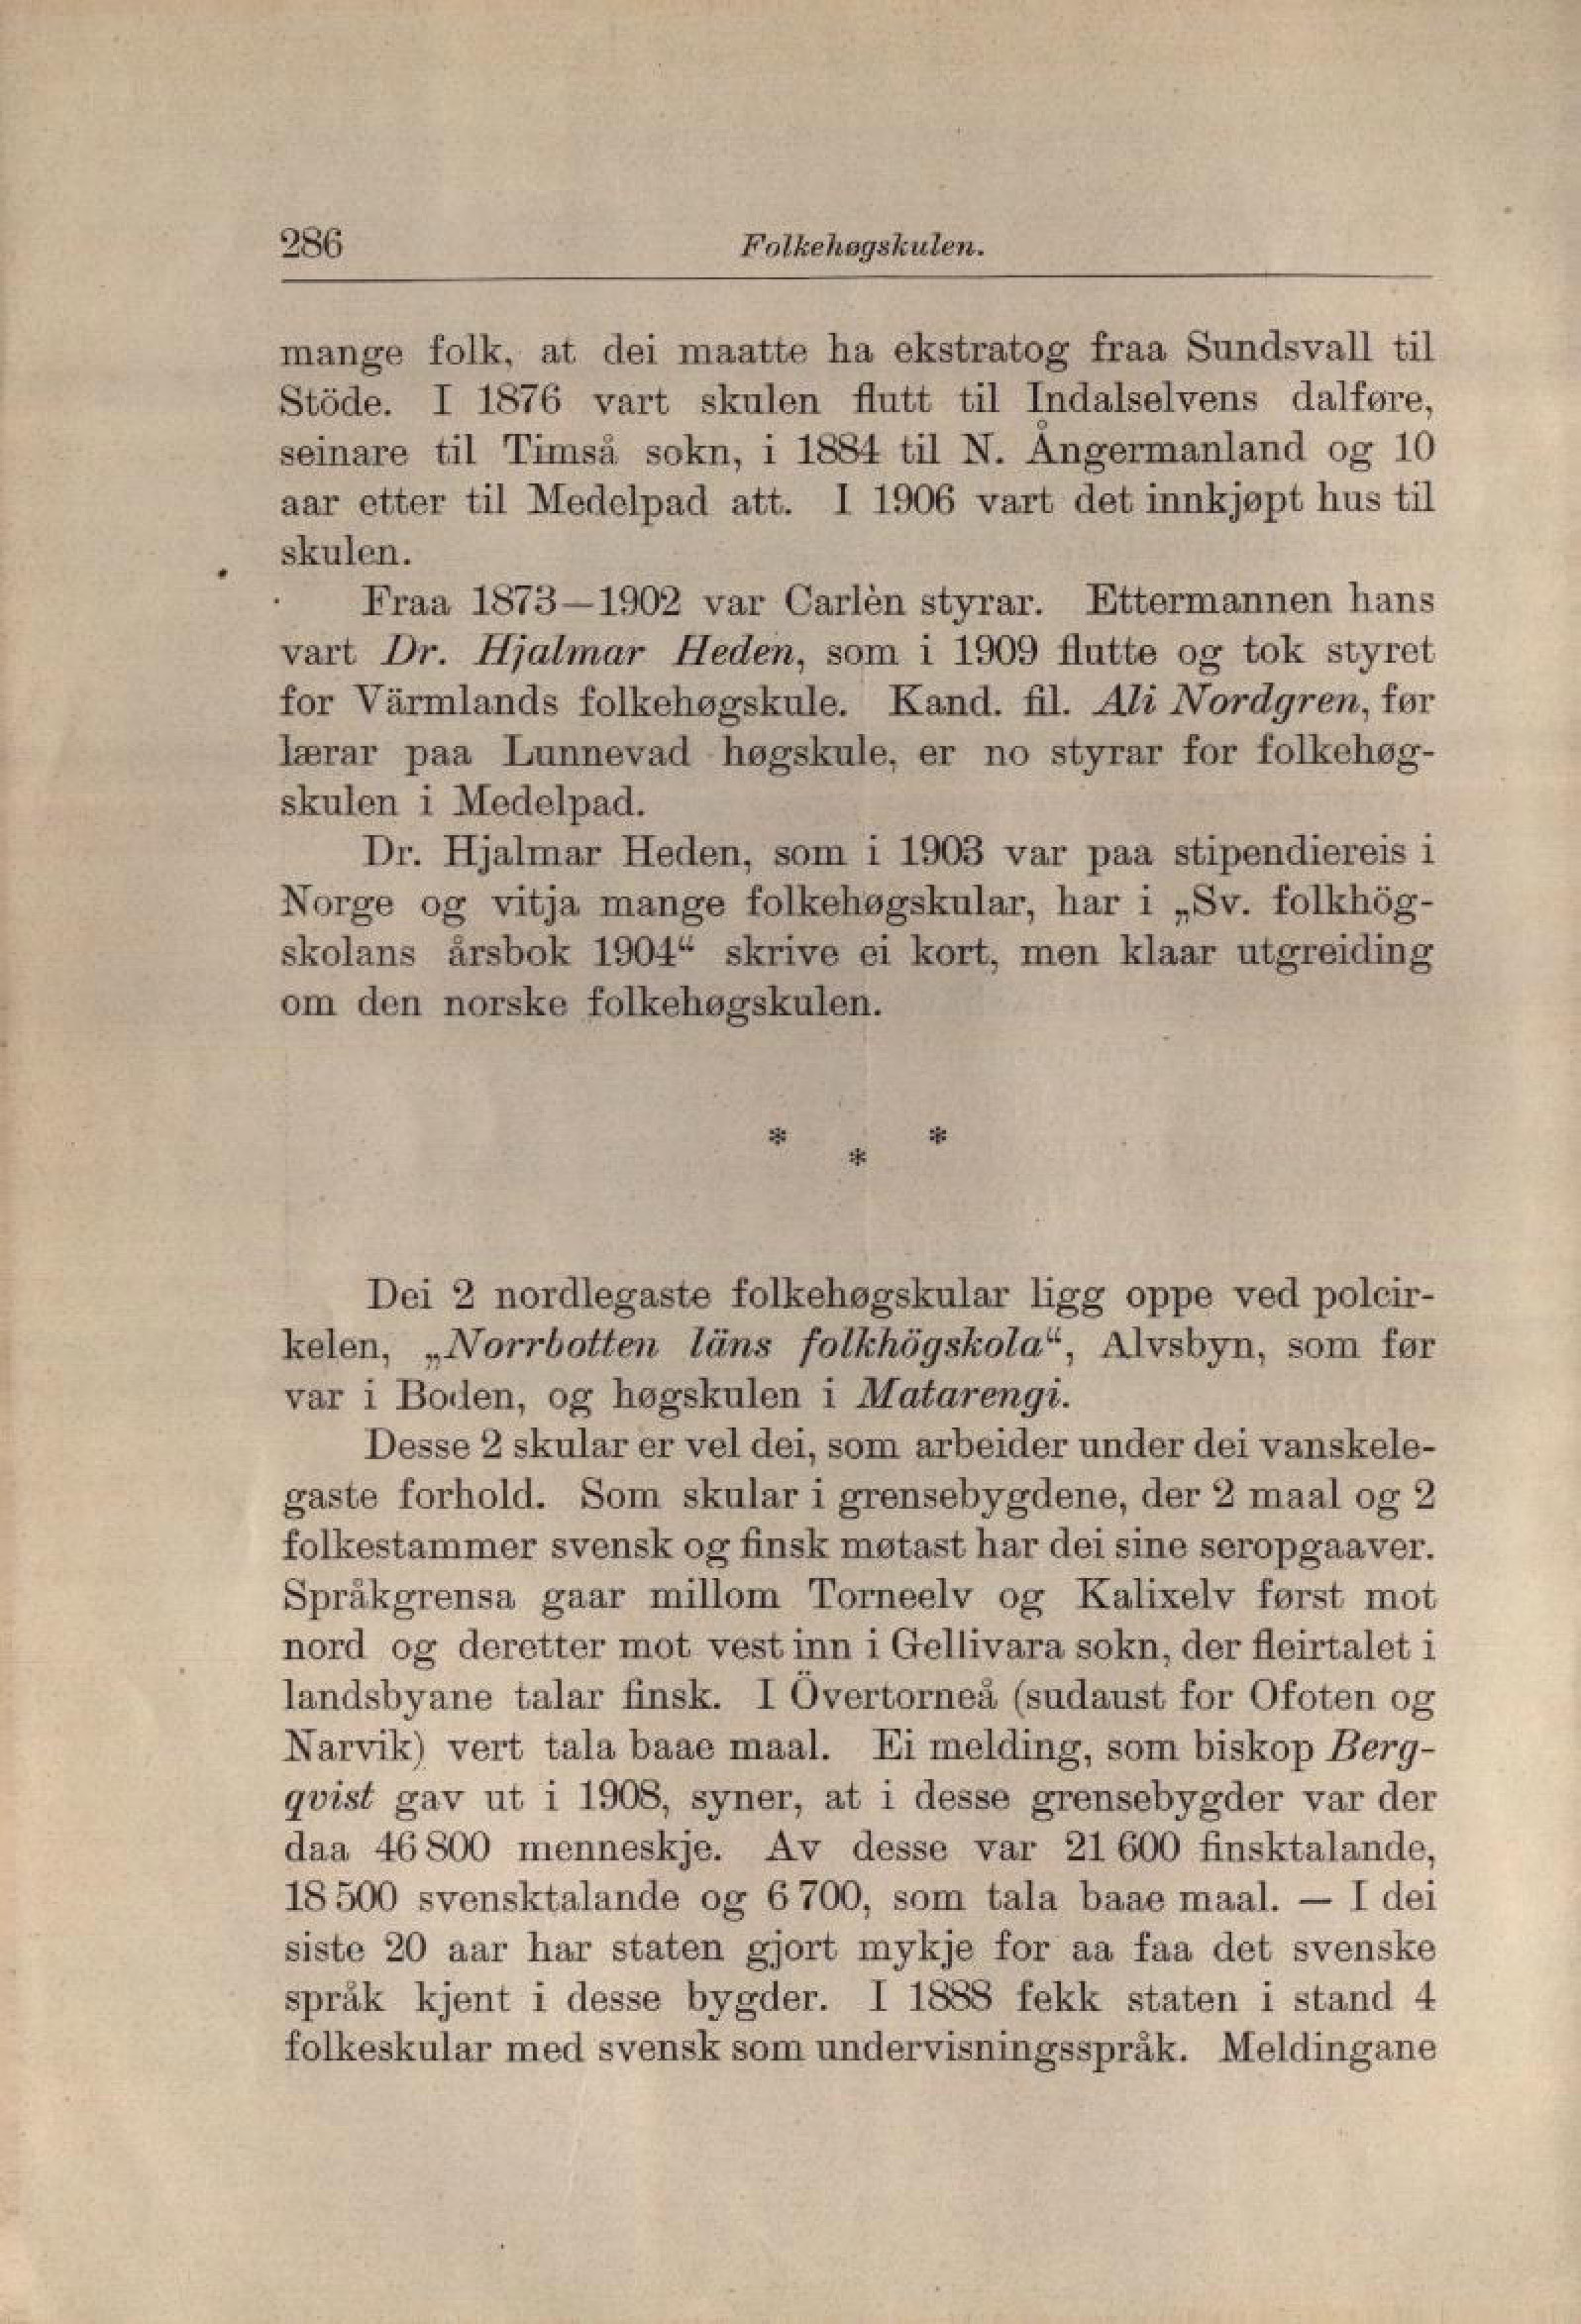 286 Folkehøgskulen.
mange folk, at dei maatte ha ekstratog fraa Sundsvall til
Stöde. I 1876 vart skulen flutt til Indalselvens dalføre,
seinare til Timså sokn, i 1884 til N. Ångermanland og 10
aar etter til Medelpad att. I 1906 vart det innkjøpt hus til
skulen.
Fraa 1873—1902 var Carlèn styrar. Ettermannen hans
vart Dr. Hjalmar Heden, som i 1909 flutte og tok styret
for Värmlands folkehøgskule. Kand. fil. Ali Nordgren, før
lærar paa Lunnevad høgskule, er no styrar for folkehøg-
skulen i Medelpad.
Dr. Hjalmar Heden, som i 1903 var paa stipendiereis i
Norge og vitja mange folkehøgskular, har i „Sv. folkhög-
skolans årsbok 1904“ skrive ei kort, men klaar utgreiding
om den norske folkehøgskulen.
* * *
Dei 2 nordlegaste folkehøgskular ligg oppe ved polcir-
kelen, „Norrbotten läns folkhögskola“, Alvsbyn, som før
var i Boden, og høgskulen i Matarengi.
Desse 2 skular er vel dei, som arbeider under dei vanskele-
gaste forhold. Som skular i grensebygdene, der 2 maal og 2
folkestammer svensk og finsk møtast har dei sine seropgaaver.
Språkgrensa gaar millom Torneelv og Kalixelv først mot
nord og deretter mot vest inn i Gellivara sokn, der fleirtalet i
landsbyane talar finsk. I Övertorneå (sudaust for Ofoten og
Narvik) vert tala baae maal. Ei melding, som biskop Berg-
qvist gav ut i 1908, syner, at i desse grensebygder var der
daa 46 800 menneskje. Av desse var 21 600 finsktalande,
18 500 svensktalande og 6 700, som tala baae maal. — I dei
siste 20 aar har staten gjort mykje for aa faa det svenske
språk kjent i desse bygder. I 1888 fekk staten i stand 4
folkeskular med svensk som undervisningsspråk. Meldingane